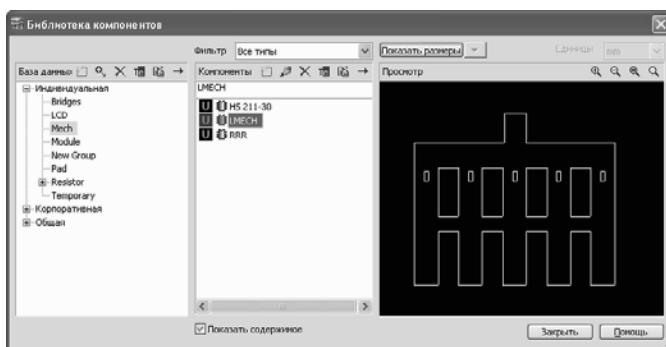 Библиотека компонентов
Фильтр Все типы Показать размеры Единицы mm
База данных Компоненты Просмотр
LMECH
Индивидуальная
Bridges
LCD
Mech
Module
New Group
Pad
Resistor
Temporary
Корпоративная
Общая
U HS 211-30
U LMECH
U RRR
Показать содержимое
Закрыть Помощь